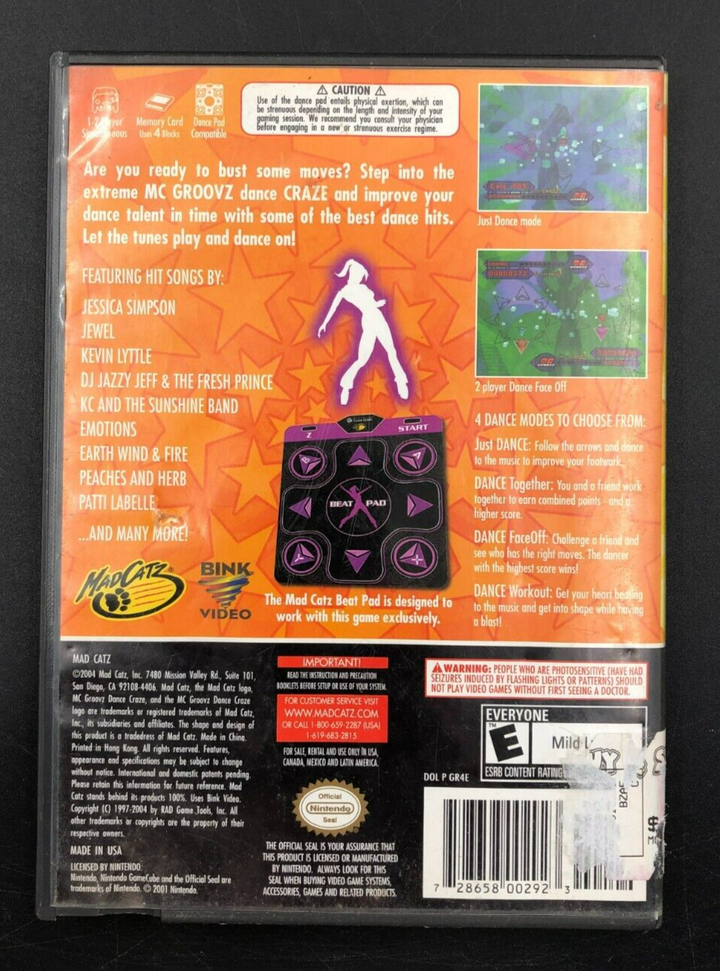 1-2 Player
Simultaneous
Memory Card
Uses 4 Blocks
Dance Pad
Compatible
⚠ CAUTION ⚠
Use of the dance pad entails physical exertion, which can
be strenuous depending on the length and intensity of your
gaming session. We recommend you consult your physician
before engaging in a new or strenuous exercise regime.
Are you ready to bust some moves? Step into the
extreme MC GROOVZ dance CRAZE and improve your
dance talent in time with some of the best dance hits.
Let the tunes play and dance on!
FEATURING HIT SONGS BY:
JESSICA SIMPSON
JEWEL
KEVIN LYTTLE
DJ JAZZY JEFF & THE FRESH PRINCE
KC AND THE SUNSHINE BAND
EMOTIONS
EARTH WIND & FIRE
PEACHES AND HERB
PATTI LABELLE
...AND MANY MORE!
Z
START
BEAT PAD
The Mad Catz Beat Pad is designed to
work with this game exclusively.
MADCATZ®
BINK
VIDEO
Just Dance mode
2 player Dance Face Off
4 DANCE MODES TO CHOOSE FROM:
Just DANCE: Follow the arrows and dance
to the music to improve your footwork.
DANCE Together: You and a friend work
together to earn combined points - and a
higher score.
DANCE FaceOff: Challenge a friend and
see who has the right moves. The dancer
with the highest score wins!
DANCE Workout: Get your heart beating
to the music and get into shape while having
a blast!
MAD CATZ
©2004 Mad Catz, Inc. 7480 Mission Valley Rd., Suite 101,
San Diego, CA 92108-4406. Mad Catz, the Mad Catz logo,
MC Groovz Dance Craze, and the MC Groovz Dance Craze
logo are trademarks or registered trademarks of Mad Catz,
Inc., its subsidiaries and affiliates. The shape and design of
this product is a tradedress of Mad Catz. Made in China.
Printed in Hong Kong. All rights reserved. Features,
appearance and specifications may be subject to change
without notice. International and domestic patents pending.
Please retain this information for future reference. Mad
Catz stands behind its products 100%. Uses Bink Video.
Copyright (C) 1997-2004 by RAD Game Tools, Inc. All
other trademarks or copyrights are the property of their
respective owners.
MADE IN USA
LICENSED BY NINTENDO
Nintendo, Nintendo GameCube and the Official Seal are
trademarks of Nintendo. © 2001 Nintendo.
IMPORTANT!
READ THE INSTRUCTION AND PRECAUTION
BOOKLETS BEFORE SETUP OR USE OF YOUR SYSTEM.
FOR CUSTOMER SERVICE VISIT
WWW.MADCATZ.COM
OR CALL 1-800-659-2287 (USA)
1-619-683-2815
FOR SALE, RENTAL AND USE ONLY IN USA,
CANADA, MEXICO AND LATIN AMERICA.
Official
Nintendo
Seal
THE OFFICIAL SEAL IS YOUR ASSURANCE THAT
THIS PRODUCT IS LICENSED OR MANUFACTURED
BY NINTENDO. ALWAYS LOOK FOR THIS
SEAL WHEN BUYING VIDEO GAME SYSTEMS,
ACCESSORIES, GAMES AND RELATED PRODUCTS.
⚠ WARNING: PEOPLE WHO ARE PHOTOSENSITIVE (HAVE HAD
SEIZURES INDUCED BY FLASHING LIGHTS OR PATTERNS) SHOULD
NOT PLAY VIDEO GAMES WITHOUT FIRST SEEING A DOCTOR.
DOL P GR4E
EVERYONE
E
Mild
ESRB CONTENT RATING
TY
7 28658 00292 3